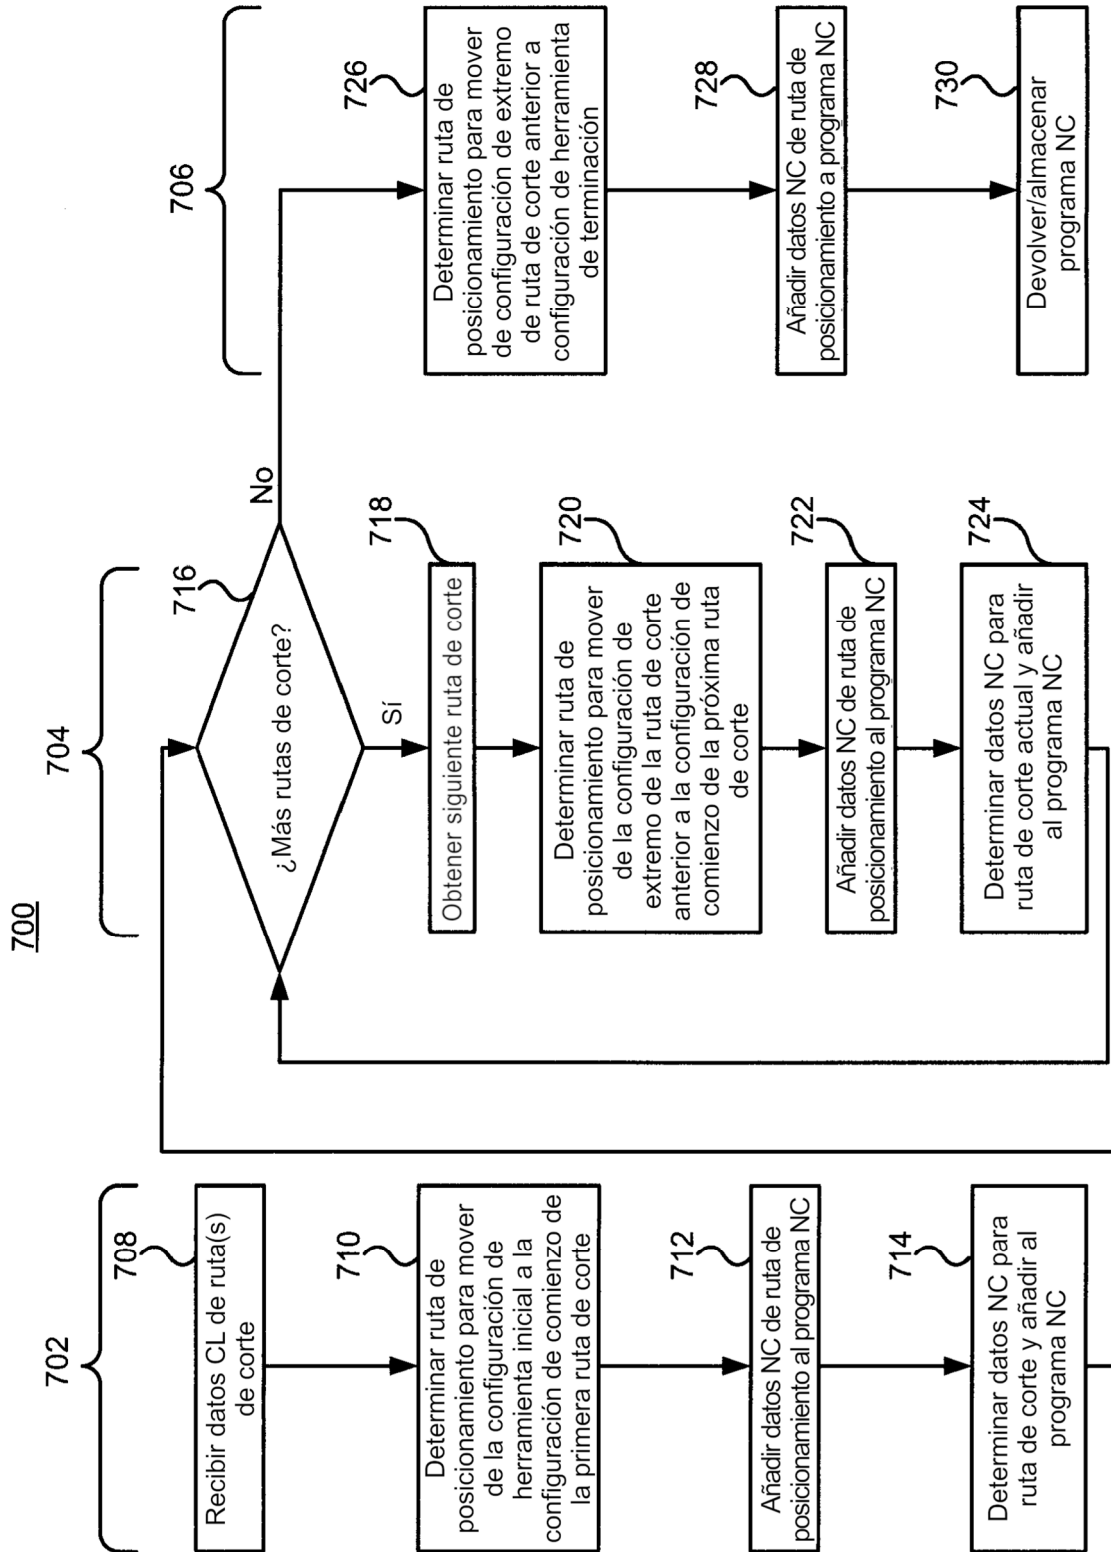 700
702
708
Recibir datos CL de ruta(s)
de corte
710
Determinar ruta de
posicionamiento para mover
de la configuración de
herramienta inicial a la
configuración de comienzo de
la primera ruta de corte
712
Añadir datos NC de ruta de
posicionamiento al programa NC
714
Determinar datos NC para
ruta de corte y añadir al
programa NC
704
716
¿Más rutas de corte?
Sí
No
718
Obtener siguiente ruta de corte
720
Determinar ruta de
posicionamiento para mover
de la configuración de
extremo de la ruta de corte
anterior a la configuración de
comienzo de la próxima ruta
de corte
722
Añadir datos NC de ruta de
posicionamiento al programa NC
724
Determinar datos NC para
ruta de corte actual y añadir
al programa NC
706
726
Determinar ruta de
posicionamiento para mover
de configuración de extremo
de ruta de corte anterior a
configuración de herramienta
de terminación
728
Añadir datos NC de ruta de
posicionamiento a programa NC
730
Devolver/almacenar
programa NC